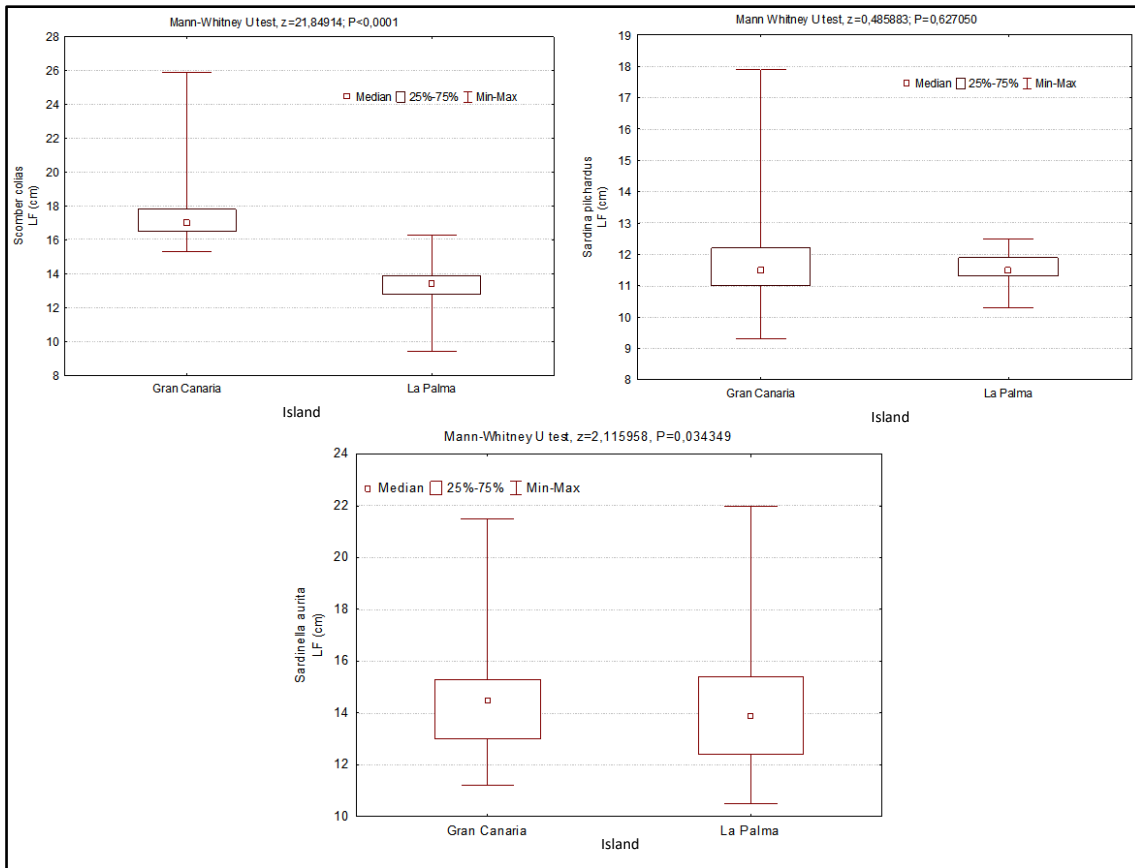 Mann-Whitney U test, z=21,84914; P<0,0001
28
26
24
22
20
18
16
14
12
10
8
Scomber colias
LF (cm)
Median 25%-75% Min-Max
Gran Canaria La Palma
Island
Mann Whitney U test, z=0,485883; P=0,627050
19
18
17
16
15
14
13
12
11
10
9
8
Sardina pilchardus
LF (cm)
Median 25%-75% Min-Max
Gran Canaria La Palma
Island
Mann-Whitney U test, z=2,115958, P=0,034349
24
22
20
18
16
14
12
10
Sardinella aurita
LF (cm)
Median 25%-75% Min-Max
Gran Canaria La Palma
Island